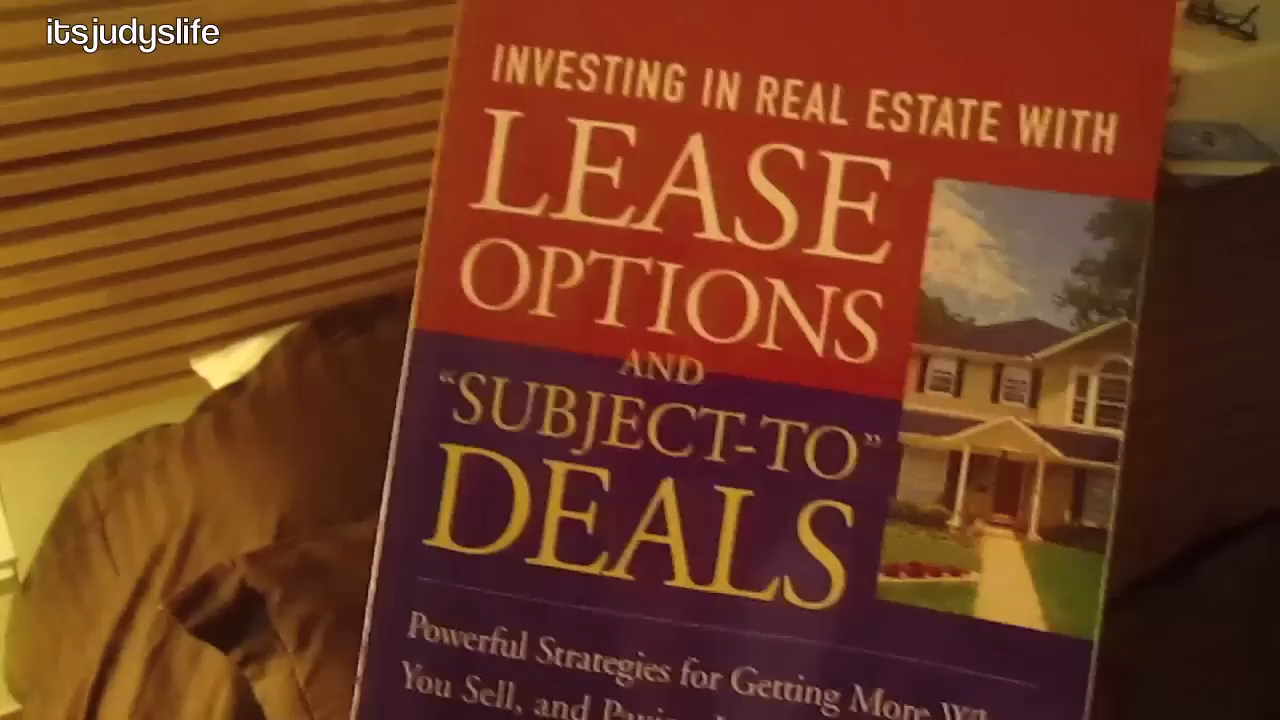 itsjudyslife
INVESTING IN REAL ESTATE WITH
LEASE
OPTIONS
AND
“SUBJECT-TO”
DEALS
Powerful Strategies for Getting More
You Sell, and